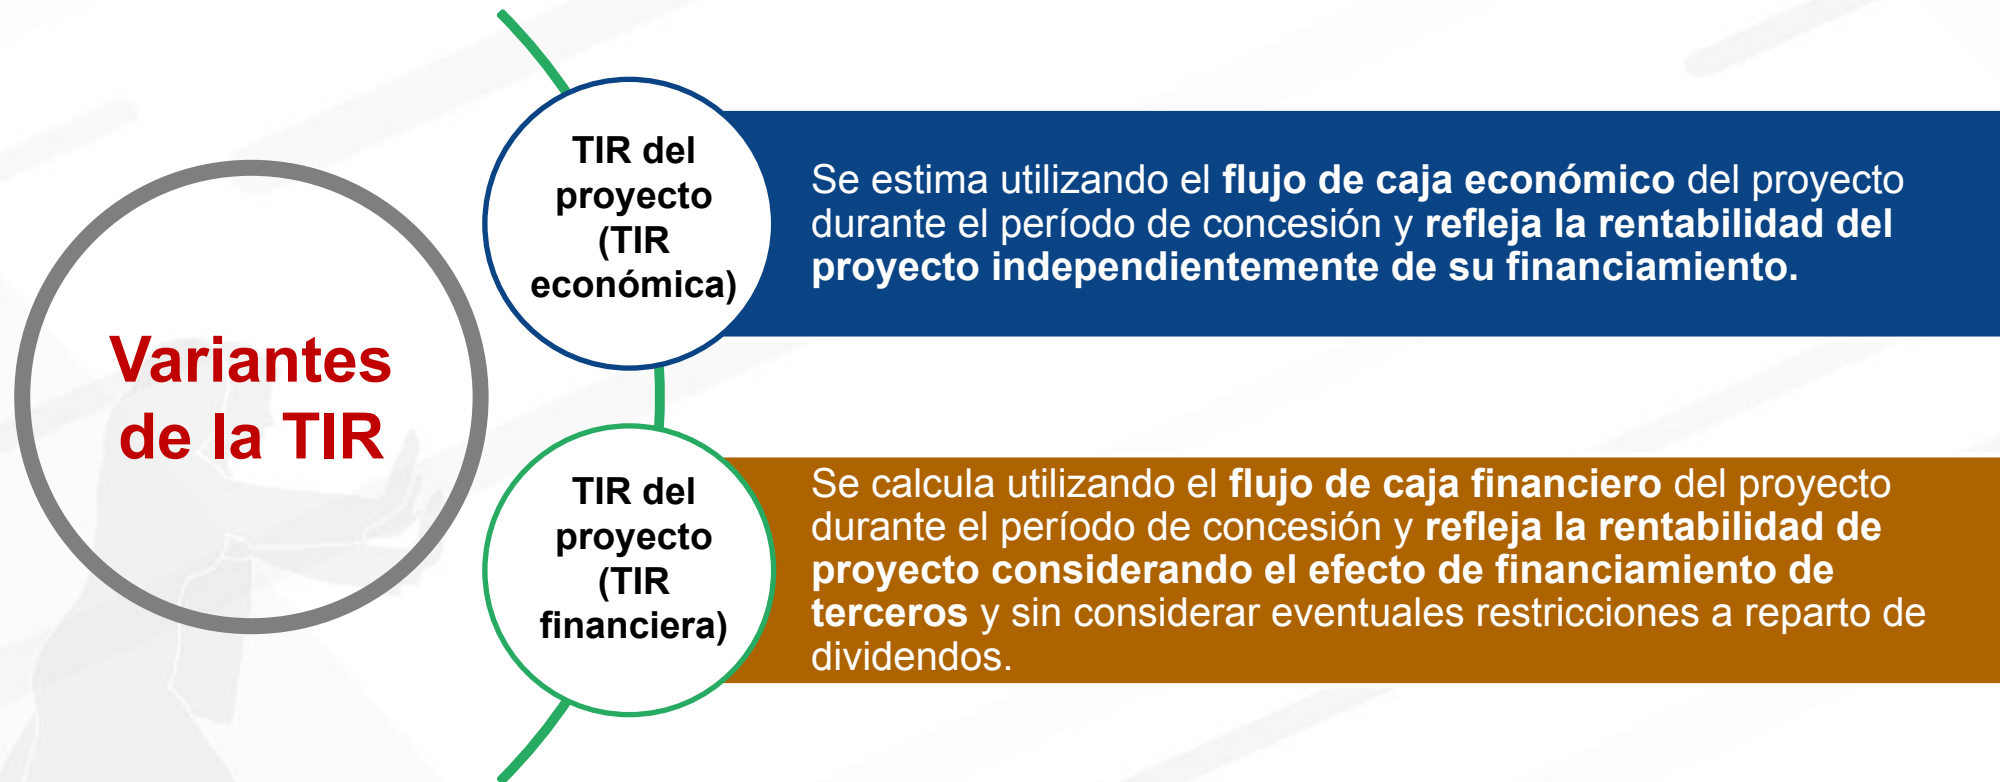 Variantes
de la TIR
TIR del
proyecto
(TIR
económica)
Se estima utilizando el flujo de caja económico del proyecto
durante el período de concesión y refleja la rentabilidad del
proyecto independientemente de su financiamiento.
TIR del
proyecto
(TIR
financiera)
Se calcula utilizando el flujo de caja financiero del proyecto
durante el período de concesión y refleja la rentabilidad de
proyecto considerando el efecto de financiamiento de
terceros y sin considerar eventuales restricciones a reparto de
dividendos.